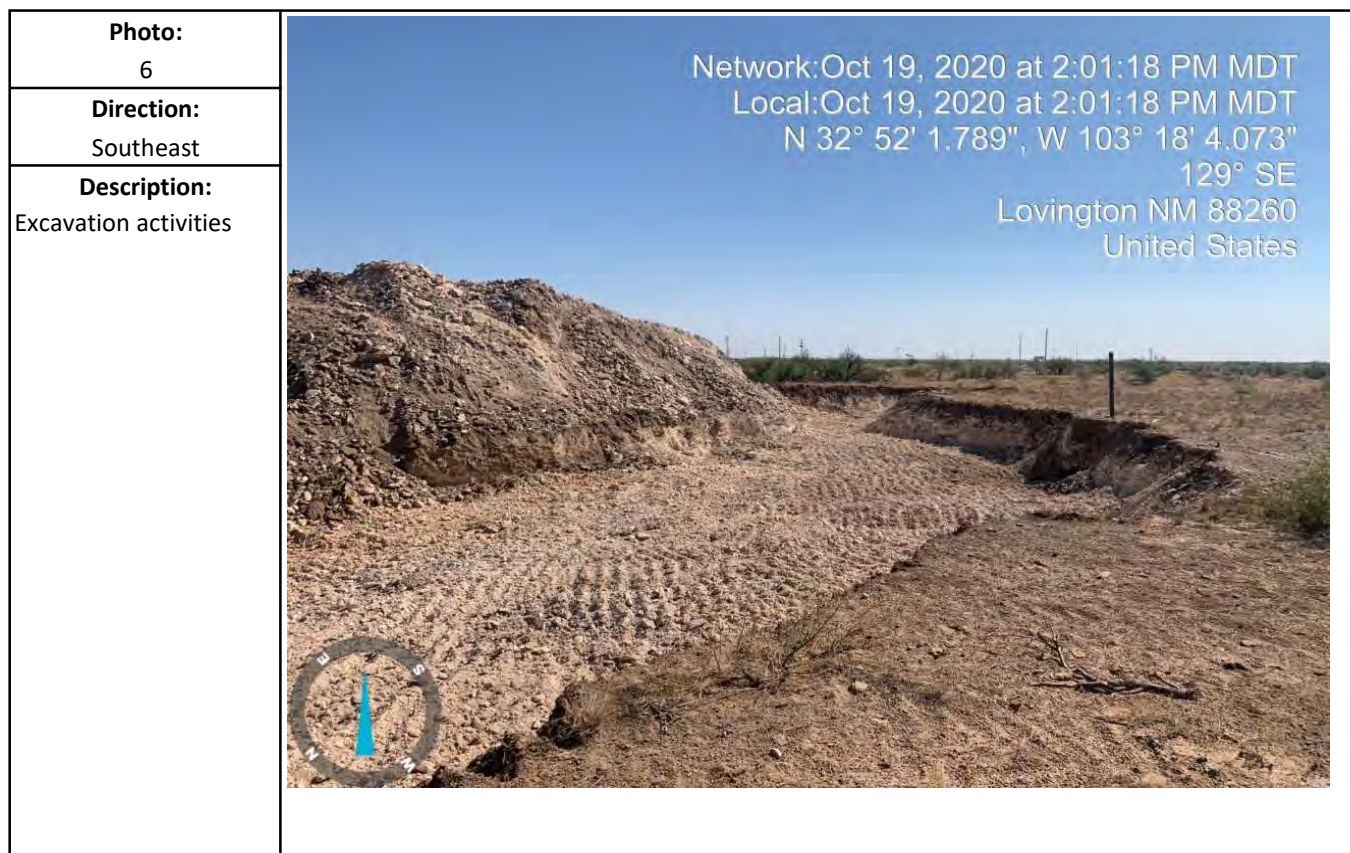 Photo:
6
Direction:
Southeast
Description:
Excavation activities
Network:Oct 19, 2020 at 2:01:18 PM MDT
Local:Oct 19, 2020 at 2:01:18 PM MDT
N 32° 52' 1.789", W 103° 18' 4.073"
129° SE
Lovington NM 88260
United States
E
S
N
W